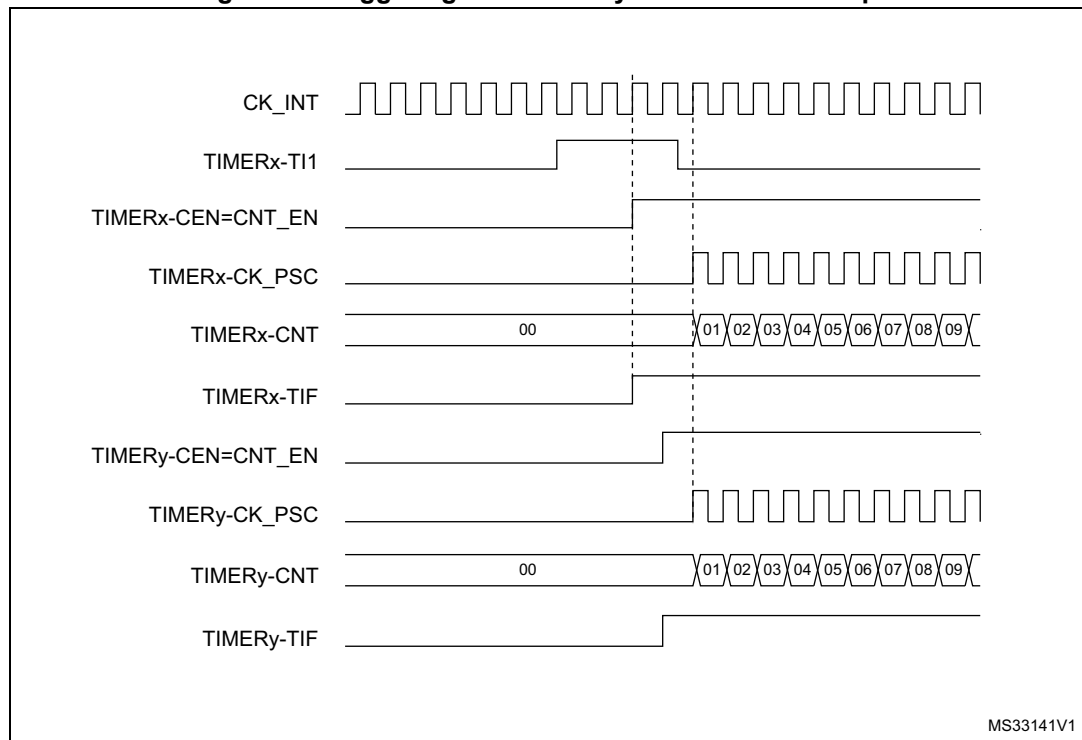 CK_INT
TIMERx-TI1
TIMERx-CEN=CNT_EN
TIMERx-CK_PSC
TIMERx-CNT 00 01 02 03 04 05 06 07 08 09
TIMERx-TIF
TIMERy-CEN=CNT_EN
TIMERy-CK_PSC
TIMERy-CNT 00 01 02 03 04 05 06 07 08 09
TIMERy-TIF
MS33141V1